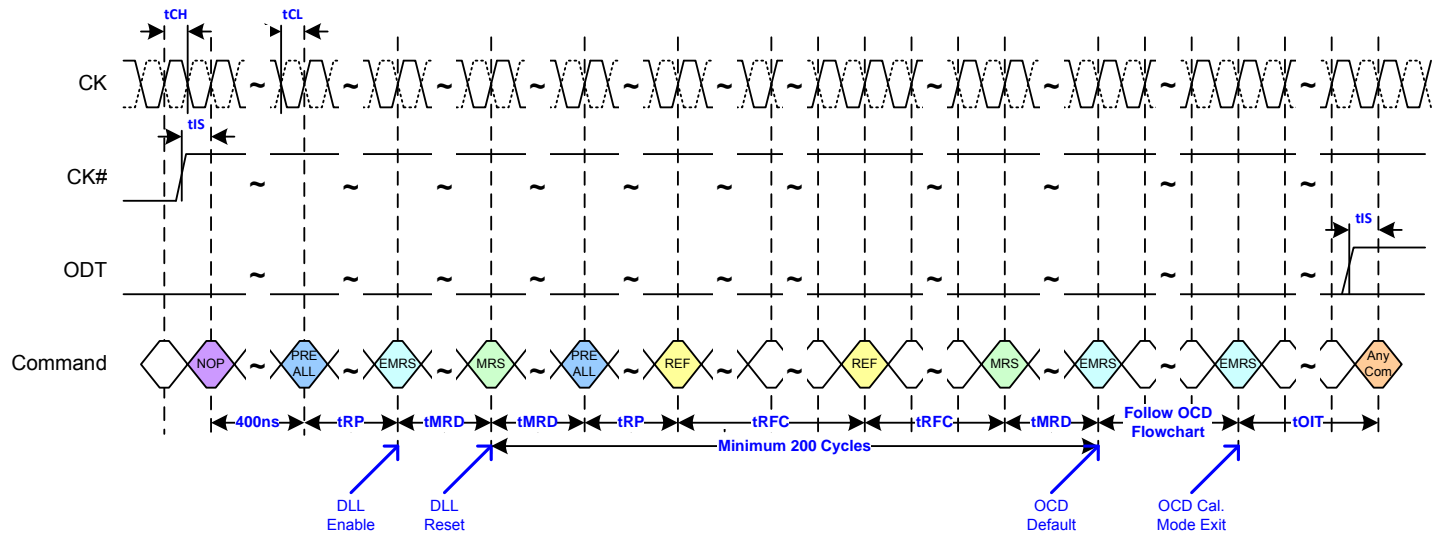 tCH
tCL
CK
~ ~ ~ ~ ~ ~ ~ ~ ~ ~ ~
tIS
CK#
~ ~ ~ ~ ~ ~ ~ ~ ~ ~ ~
tIS
ODT
~ ~ ~ ~ ~ ~ ~ ~ ~ ~ ~
Command
NOP
~
PRE
ALL
~
EMRS
~
MRS
~
PRE
ALL
~
REF
~
~
REF
~
MRS
~
EMRS
~
EMRS
~
Any
Com
400ns
tRP
tMRD
tMRD
tRP
tRFC
tRFC
tMRD
Follow OCD
Flowchart
tOIT
Minimum 200 Cycles
DLL
Enable
DLL
Reset
OCD
Default
OCD Cal.
Mode Exit